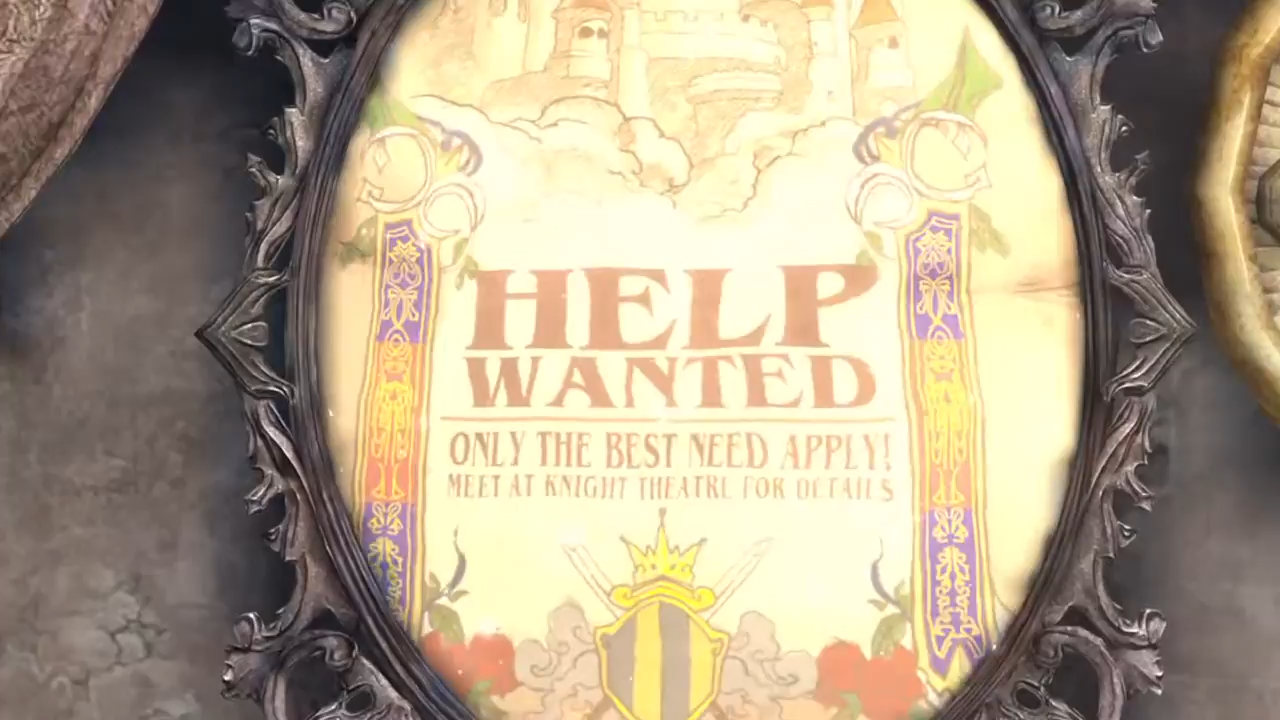 HELP
WANTED
ONLY THE BEST NEED APPLY!
MEET AT KNIGHT THEATRE FOR DETAILS